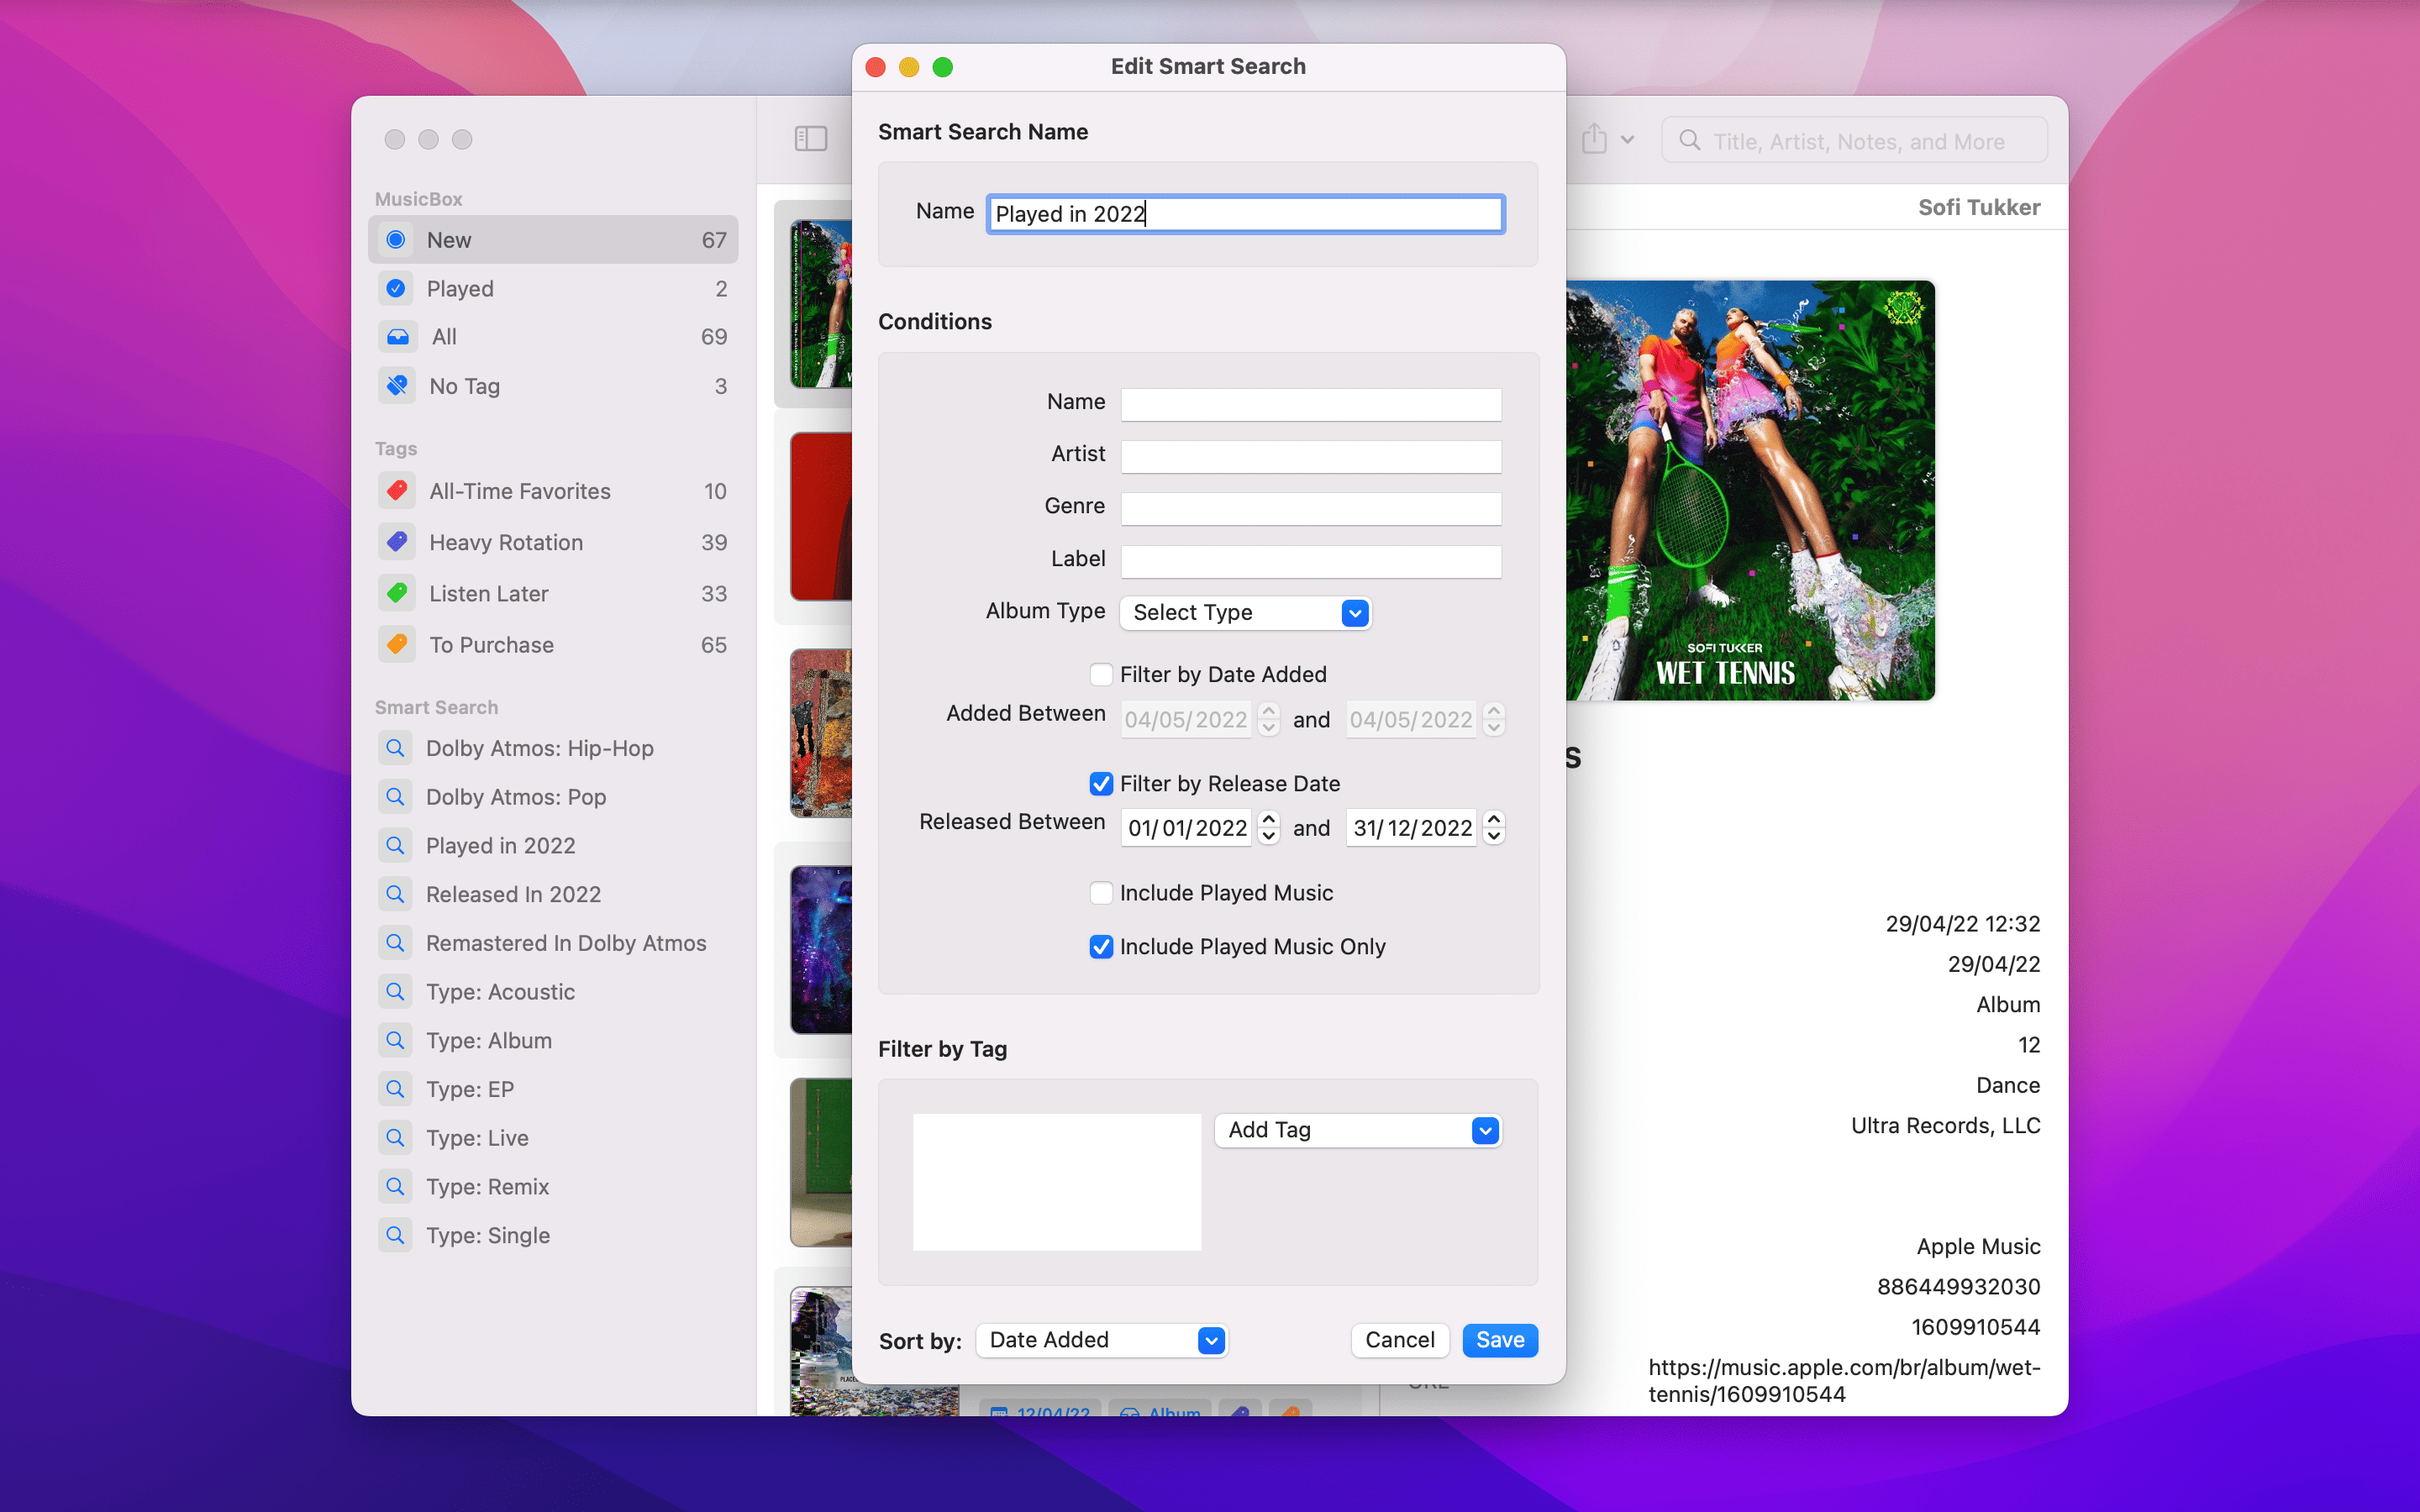 Edit Smart Search
Smart Search Name
Name Played in 2022
Conditions
Name
Artist
Genre
Label
Album Type Select Type
Filter by Date Added
Added Between 04/05/2022 and 04/05/2022
Filter by Release Date
Released Between 01/01/2022 and 31/12/2022
Include Played Music
Include Played Music Only
Filter by Tag
Add Tag
Sort by: Date Added Cancel Save
MusicBox
New 67
Played 2
All 69
No Tag 3
Tags
All-Time Favorites 10
Heavy Rotation 39
Listen Later 33
To Purchase 65
Smart Search
Dolby Atmos: Hip-Hop
Dolby Atmos: Pop
Played in 2022
Released In 2022
Remastered In Dolby Atmos
Type: Acoustic
Type: Album
Type: EP
Type: Live
Type: Remix
Type: Single
12/04/22 Album
Title, Artist, Notes, and More
Sofi Tukker
SOFI TUKKER
WET TENNIS
29/04/22 12:32
29/04/22
Album
12
Dance
Ultra Records, LLC
Apple Music
886449932030
1609910544
https://music.apple.com/br/album/wet-
tennis/1609910544